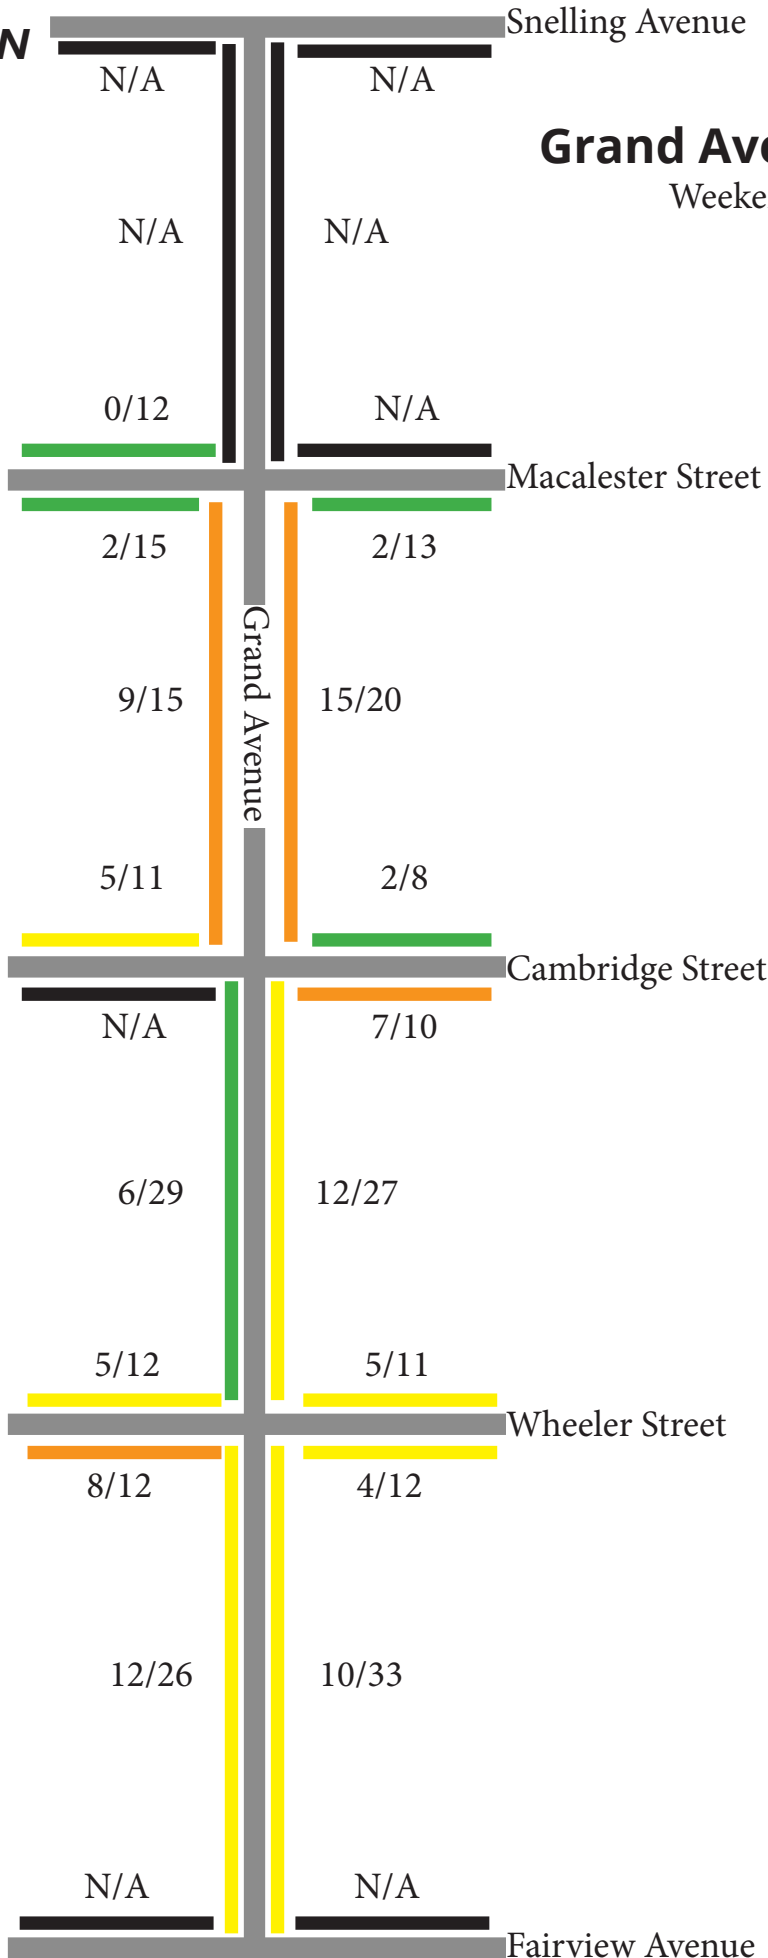 Snelling Avenue
N
N/A N/A
Grand Ave
Weeke
N/A N/A
0/12 N/A
Macalester Street
2/15 2/13
Grand Avenue
9/15 15/20
5/11 2/8
Cambridge Street
N/A 7/10
6/29 12/27
5/12 5/11
Wheeler Street
8/12 4/12
12/26 10/33
N/A N/A
Fairview Avenue